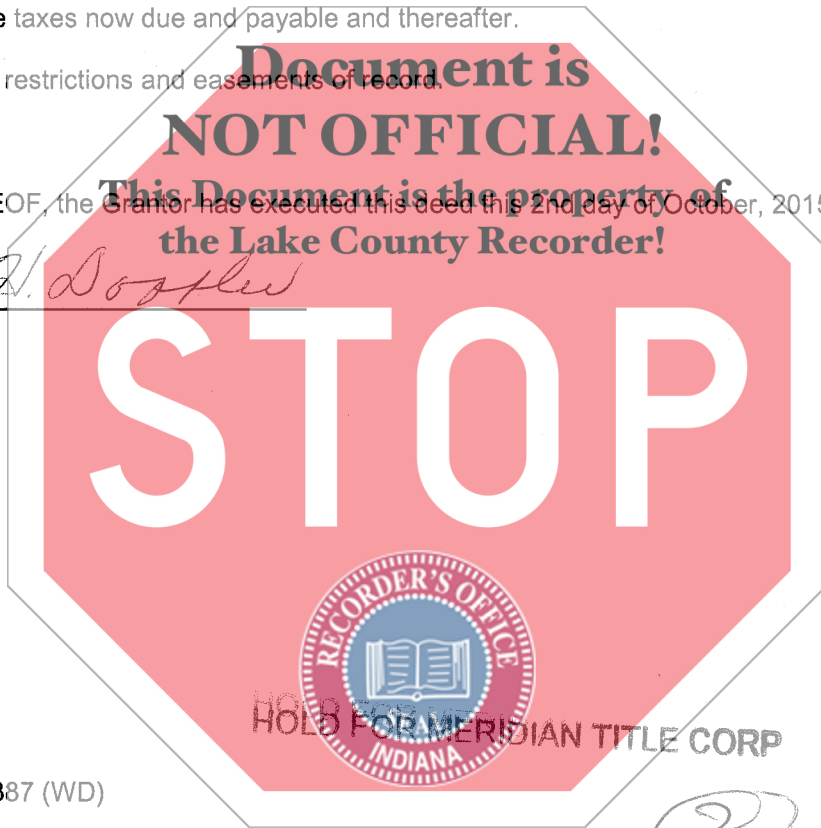 e taxes now due and payable and thereafter.
Document is
restrictions and easements of record.
NOT OFFICIAL!
This Document is the property of
EOF, the Grantor has executed this deed this 2nd day of October, 2015
the Lake County Recorder!
H. Doppler
STOP
RECORDER'S OFFICE
HOLD FOR MERIDIAN TITLE CORP
INDIANA
387 (WD)